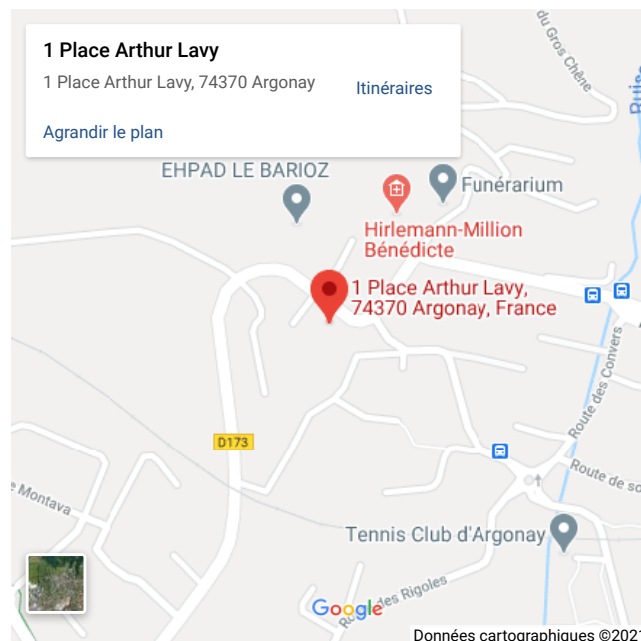 1 Place Arthur Lavy
1 Place Arthur Lavy, 74370 Argonay
Itinéraires
Agrandir le plan
du Gros Chêne
EHPAD LE BARIOZ
Funérarium
Hirlemann-Million
Bénédicte
1 Place Arthur Lavy,
74370 Argonay, France
Route des Convers
D173
Route de so
e Montava
Tennis Club d'Argonay
des Rigoles
Google
Données cartographiques ©202